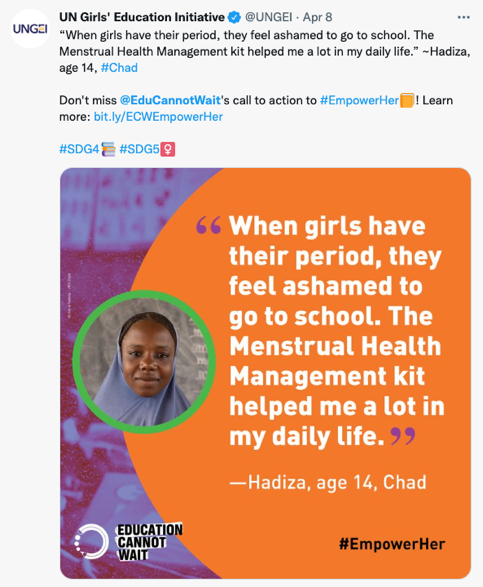 UNGEI
UN Girls' Education Initiative @UNGEI · Apr 8
“When girls have their period, they feel ashamed to go to school. The
Menstrual Health Management kit helped me a lot in my daily life.” ~Hadiza,
age 14, #Chad
Don't miss @EduCannotWait's call to action to #EmpowerHer! Learn
more: bit.ly/ECWEmpowerHer
#SDG4 #SDG5
“ When girls have
their period, they
feel ashamed to
go to school. The
Menstrual Health
Management kit
helped me a lot in
my daily life. ”
—Hadiza, age 14, Chad
EDUCATION
CANNOT
WAIT
#EmpowerHer